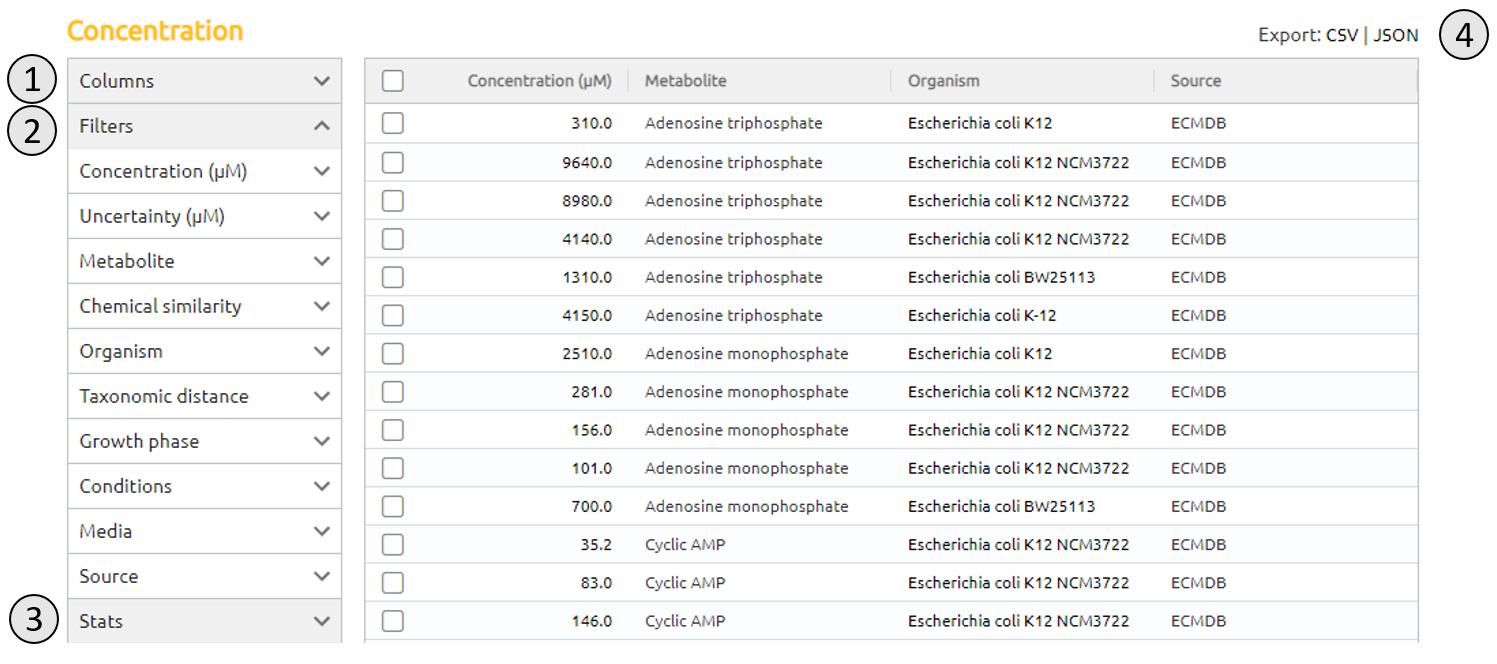 Concentration
Export: CSV | JSON 4
1 Columns
2 Filters
Concentration (µM)
Uncertainty (µM)
Metabolite
Chemical similarity
Organism
Taxonomic distance
Growth phase
Conditions
Media
Source
3 Stats
Concentration (µM) Metabolite Organism Source
310.0 Adenosine triphosphate Escherichia coli K12 ECMDB
9640.0 Adenosine triphosphate Escherichia coli K12 NCM3722 ECMDB
8980.0 Adenosine triphosphate Escherichia coli K12 NCM3722 ECMDB
4140.0 Adenosine triphosphate Escherichia coli K12 NCM3722 ECMDB
1310.0 Adenosine triphosphate Escherichia coli BW25113 ECMDB
4150.0 Adenosine triphosphate Escherichia coli K-12 ECMDB
2510.0 Adenosine monophosphate Escherichia coli K12 ECMDB
281.0 Adenosine monophosphate Escherichia coli K12 NCM3722 ECMDB
156.0 Adenosine monophosphate Escherichia coli K12 NCM3722 ECMDB
101.0 Adenosine monophosphate Escherichia coli K12 NCM3722 ECMDB
700.0 Adenosine monophosphate Escherichia coli BW25113 ECMDB
35.2 Cyclic AMP Escherichia coli K12 NCM3722 ECMDB
83.0 Cyclic AMP Escherichia coli K12 NCM3722 ECMDB
146.0 Cyclic AMP Escherichia coli K12 NCM3722 ECMDB